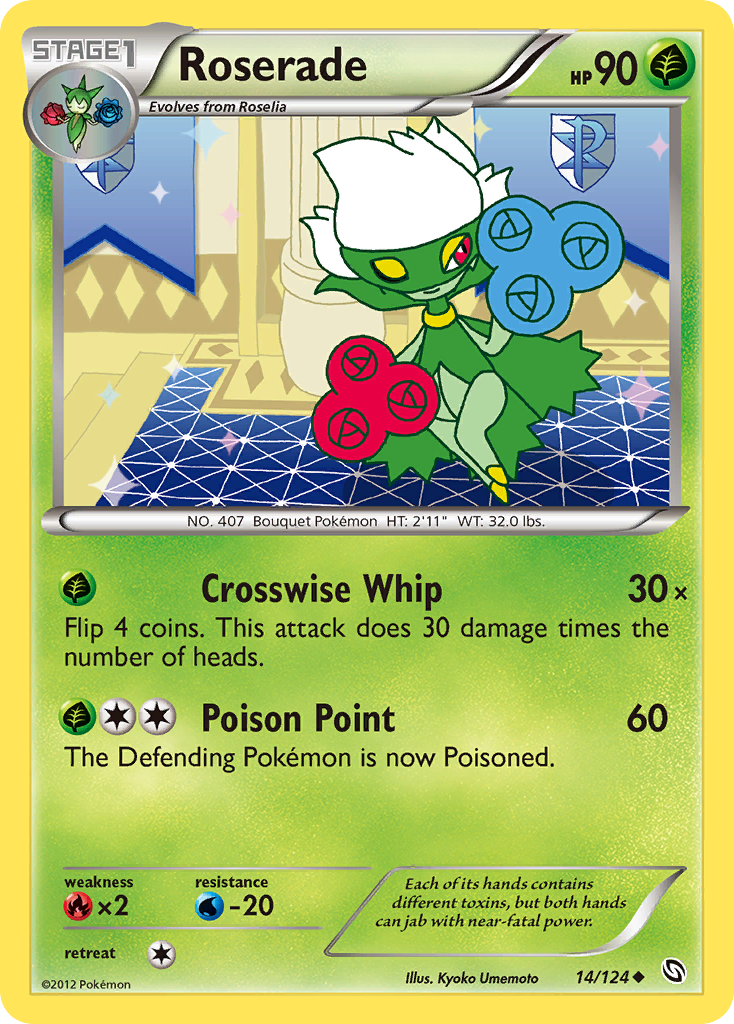 STAGE1
Roserade
HP 90
Evolves from Roselia
NO. 407 Bouquet Pokémon HT: 2'11" WT: 32.0 lbs.
Crosswise Whip 30×
Flip 4 coins. This attack does 30 damage times the
number of heads.
Poison Point 60
The Defending Pokémon is now Poisoned.
weakness resistance
×2 -20
retreat
Each of its hands contains
different toxins, but both hands
can jab with near-fatal power.
©2012 Pokémon Illus. Kyoko Umemoto 14/124